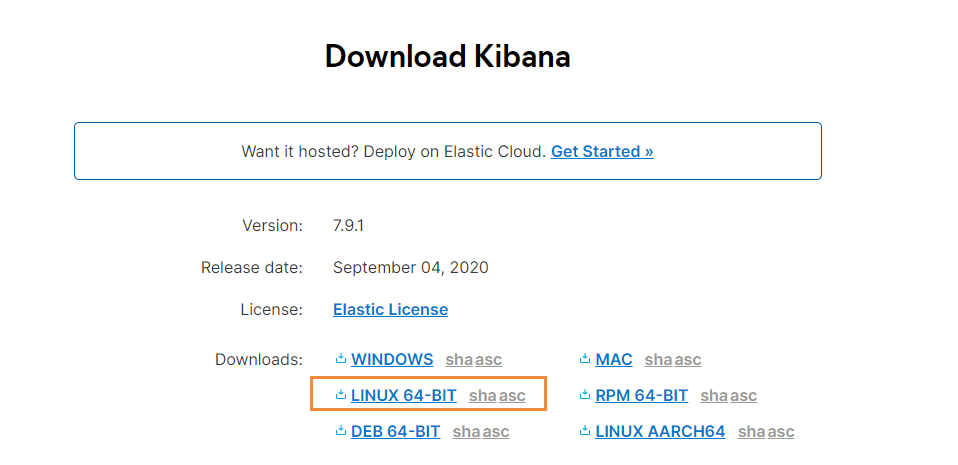 Download Kibana
Want it hosted? Deploy on Elastic Cloud. Get Started »
Version: 7.9.1
Release date: September 04, 2020
License: Elastic License
Downloads: WINDOWS sha asc MAC sha asc
LINUX 64-BIT sha asc RPM 64-BIT sha asc
DEB 64-BIT sha asc LINUX AARCH64 sha asc